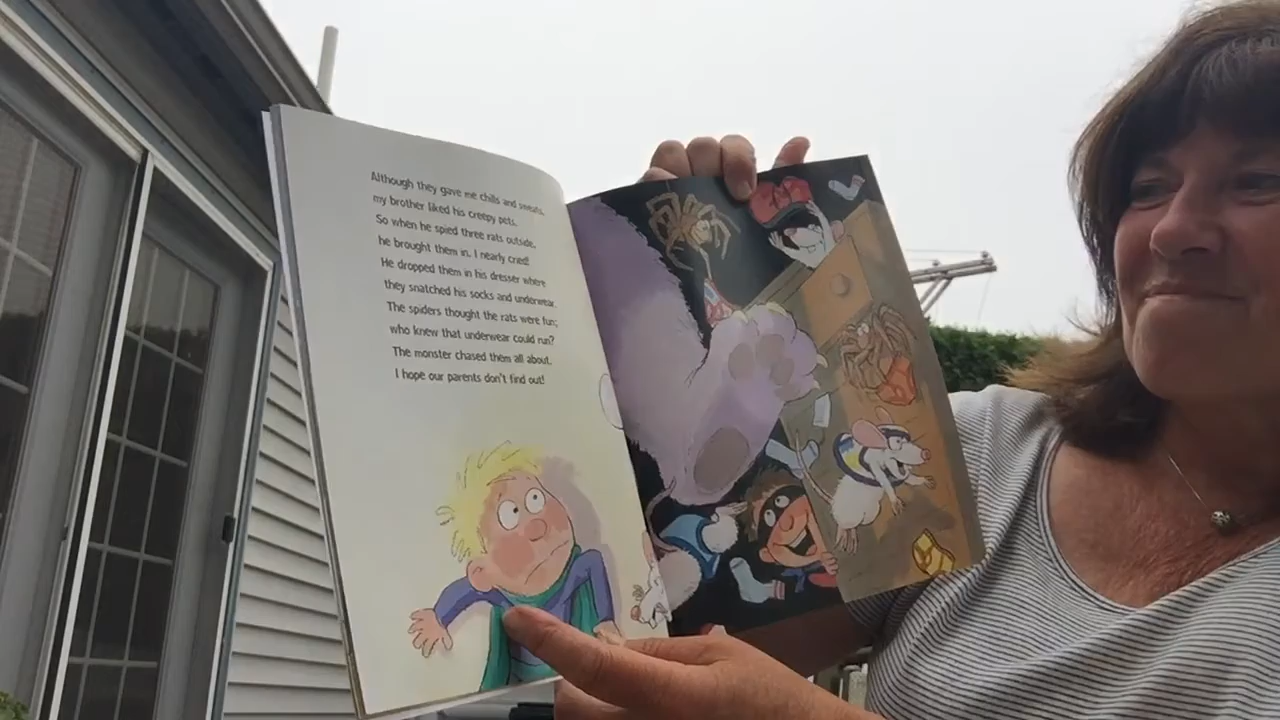 Although they gave me chills and sweats,
my brother liked his creepy pets.
So when he spied three rats outside,
he brought them in. I nearly cried!
He dropped them in his dresser where
they snatched his socks and underwear.
The spiders thought the rats were fun;
who knew that underwear could run?
The monster chased them all about.
I hope our parents don't find out!